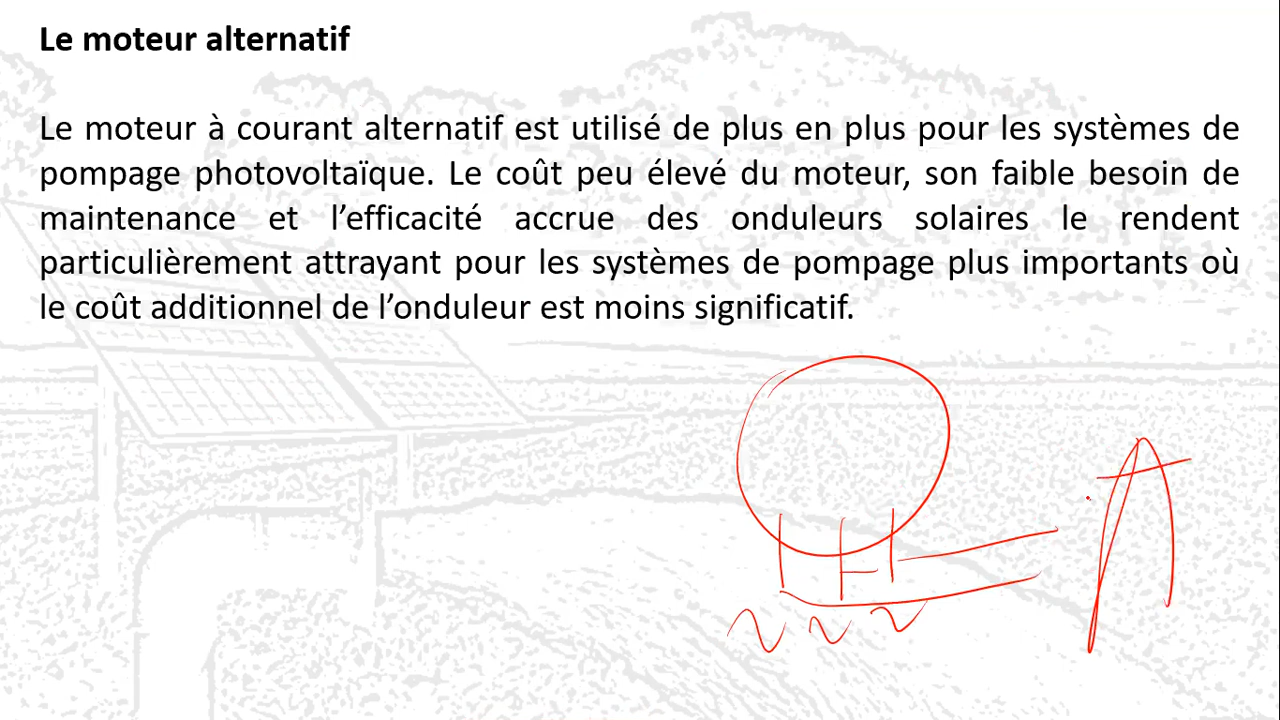 Le moteur alternatif
Le moteur à courant alternatif est utilisé de plus en plus pour les systèmes de
pompage photovoltaïque. Le coût peu élevé du moteur, son faible besoin de
maintenance et l’efficacité accrue des onduleurs solaires le rendent
particulièrement attrayant pour les systèmes de pompage plus importants où
le coût additionnel de l’onduleur est moins significatif.